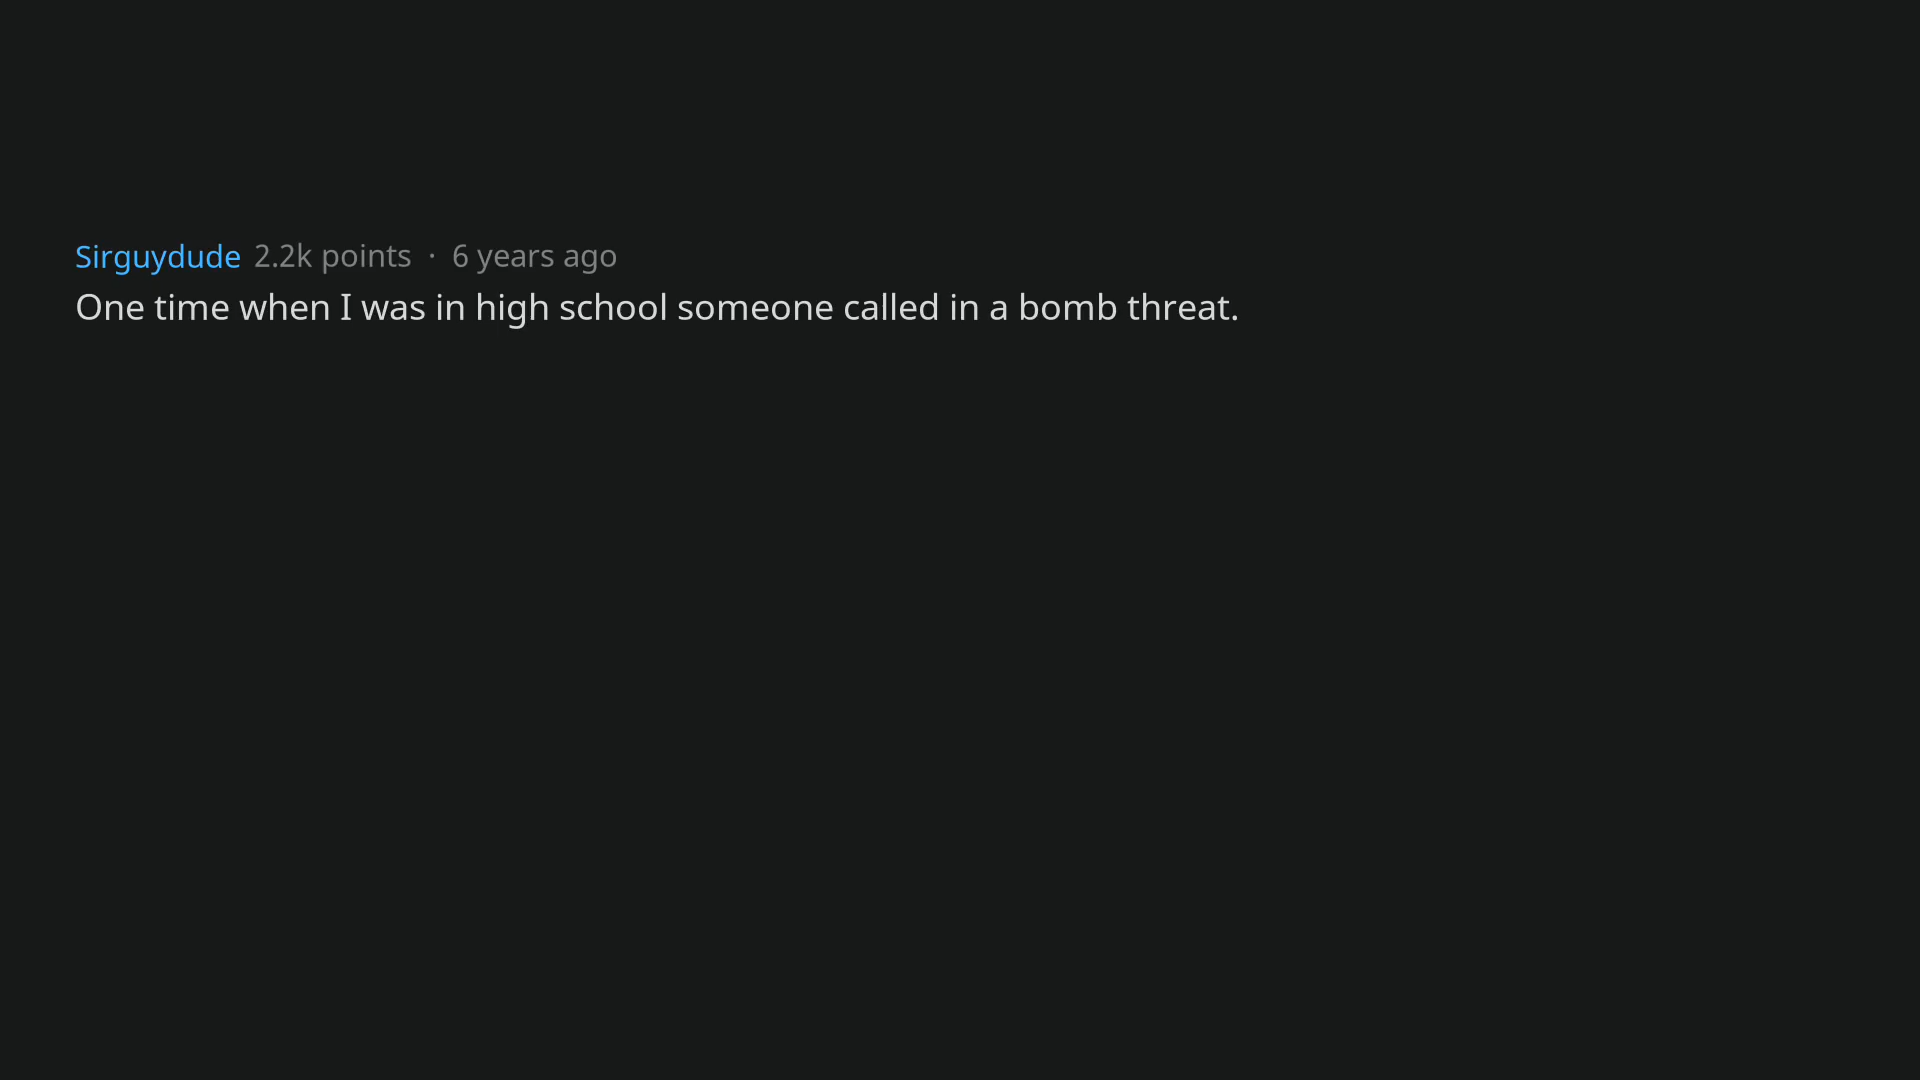 Sirguydude 2.2k points · 6 years ago
One time when I was in high school someone called in a bomb threat.